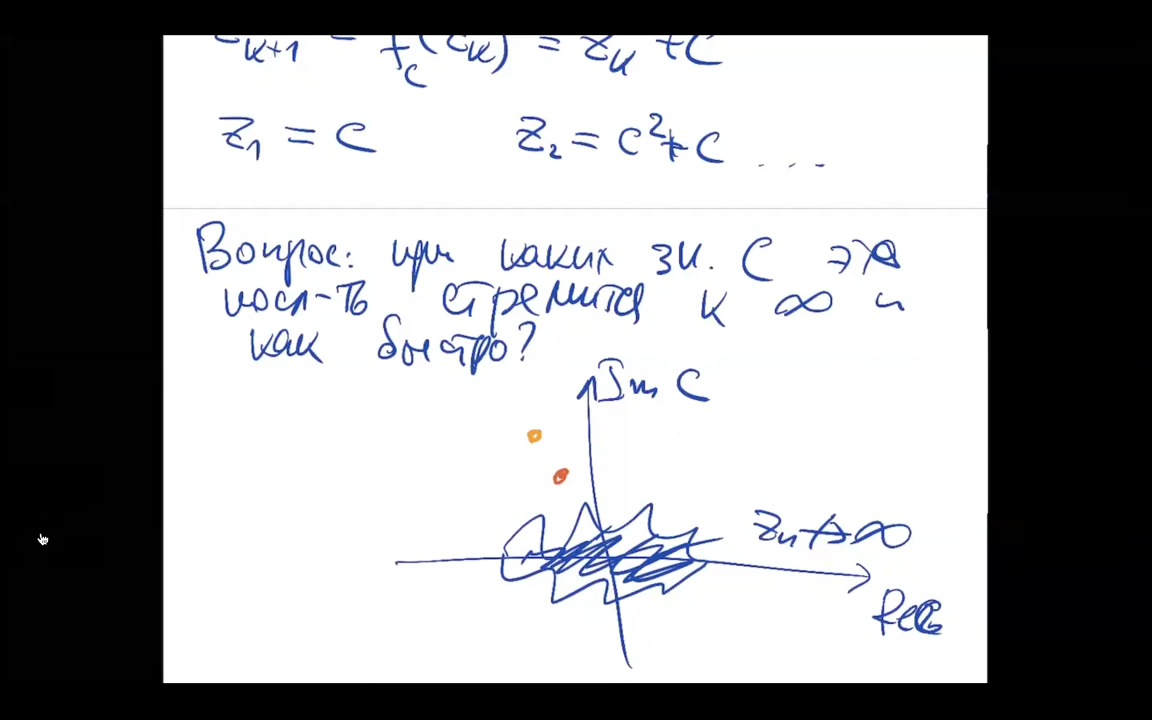 z_{k+1} = f_c(z_k) = z_k + c
z_1 = c z_2 = c^2 + c ...
Вопрос: при каких зн. c эта
посл-ть стремится к ∞ и
как быстро?
Im c
z_n ↛ ∞
Re c